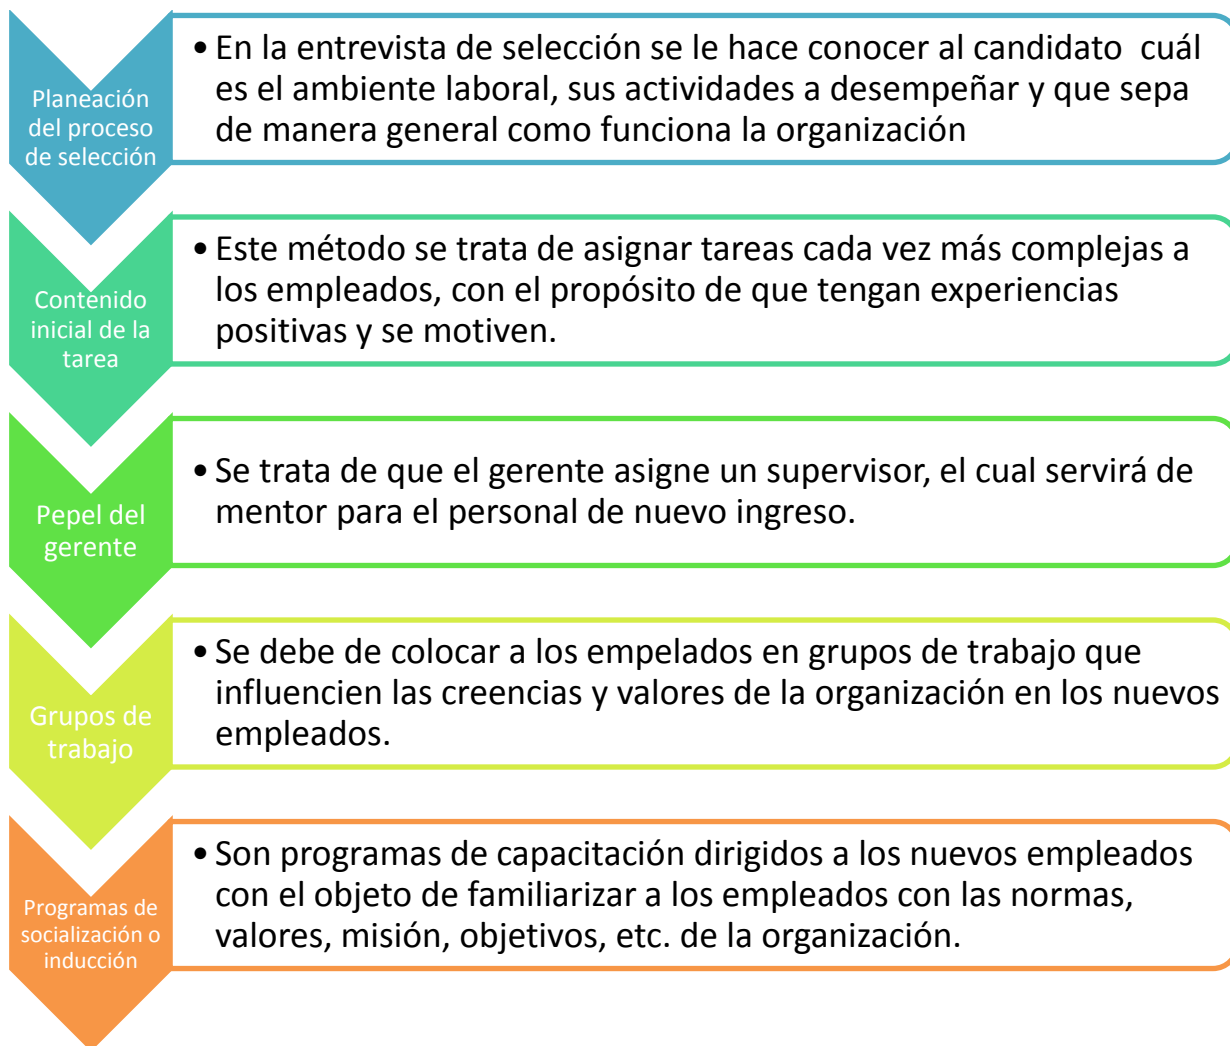 Planeación
del proceso
de selección
• En la entrevista de selección se le hace conocer al candidato  cuál
es el ambiente laboral, sus actividades a desempeñar y que sepa
de manera general como funciona la organización
Contenido
inicial de la
tarea
• Este método se trata de asignar tareas cada vez más complejas a
los empleados, con el propósito de que tengan experiencias
positivas y se motiven.
Pepel del
gerente
• Se trata de que el gerente asigne un supervisor, el cual servirá de
mentor para el personal de nuevo ingreso.
Grupos de
trabajo
• Se debe de colocar a los empelados en grupos de trabajo que
influencien las creencias y valores de la organización en los nuevos
empleados.
Programas de
socialización o
inducción
• Son programas de capacitación dirigidos a los nuevos empleados
con el objeto de familiarizar a los empleados con las normas,
valores, misión, objetivos, etc. de la organización.